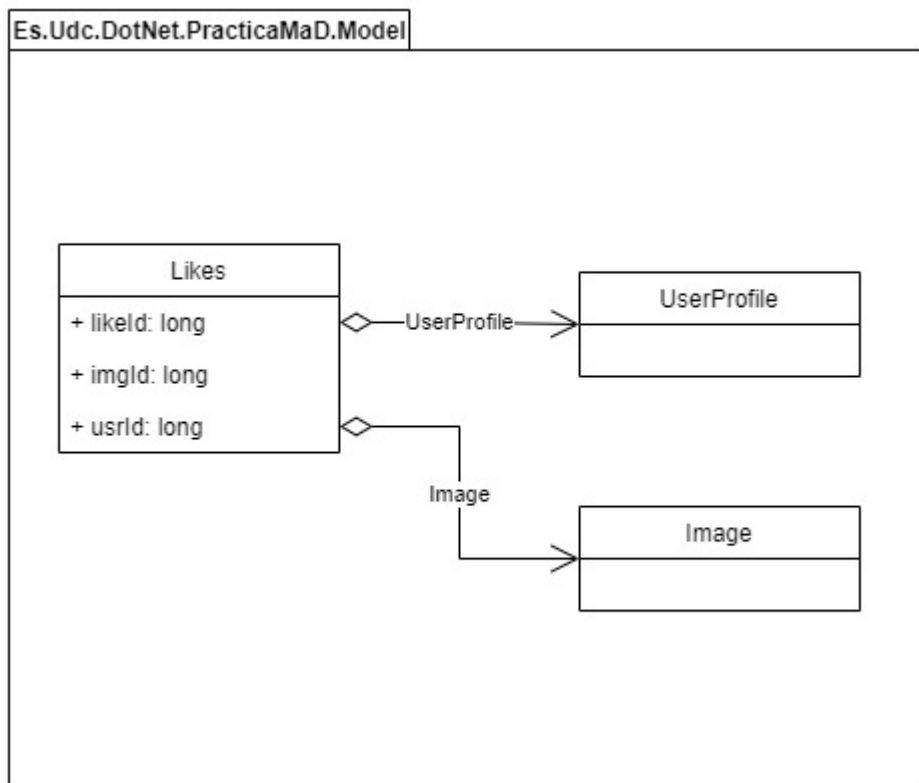 Es.Udc.DotNet.PracticaMaD.Model
Likes
+ likeId: long
+ imgId: long
+ usrId: long
UserProfile
UserProfile
Image
Image